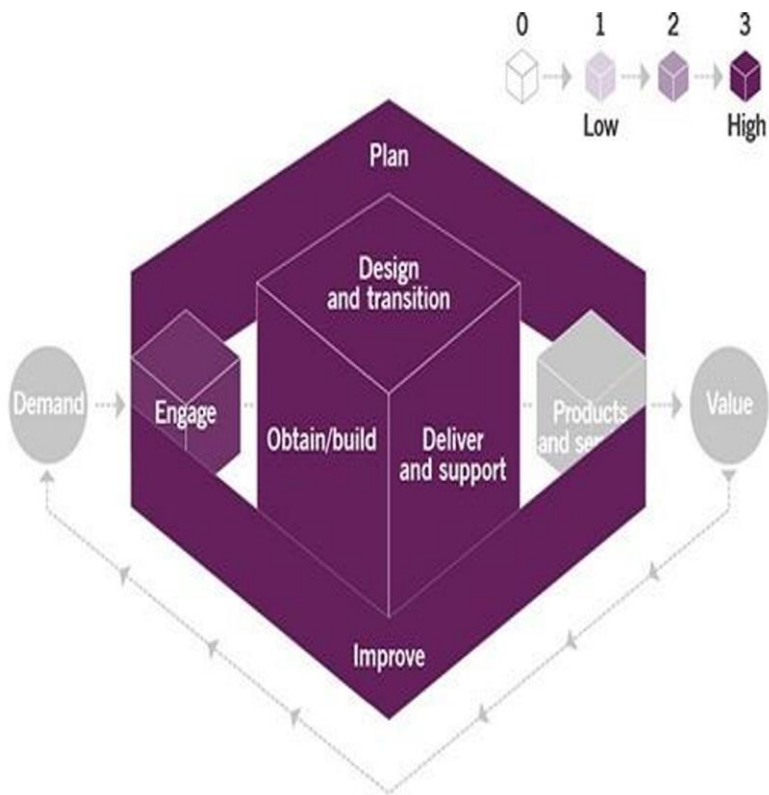 0 1 2 3
Low High
Plan
Design
and transition
Demand
Engage
Obtain/build
Deliver
and support
Products
and
Value
Improve